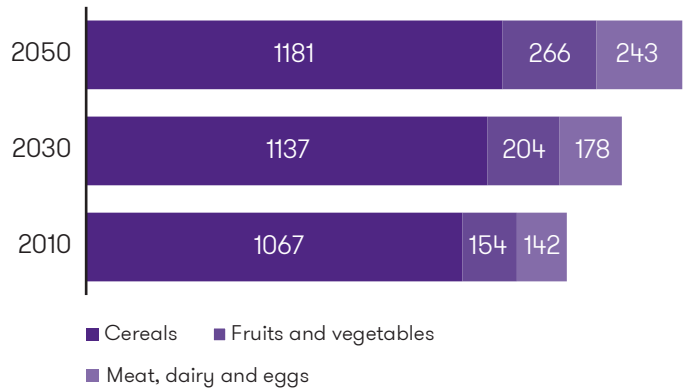 2050 1181 266 243
2030 1137 204 178
2010 1067 154 142
Cereals Fruits and vegetables
Meat, dairy and eggs